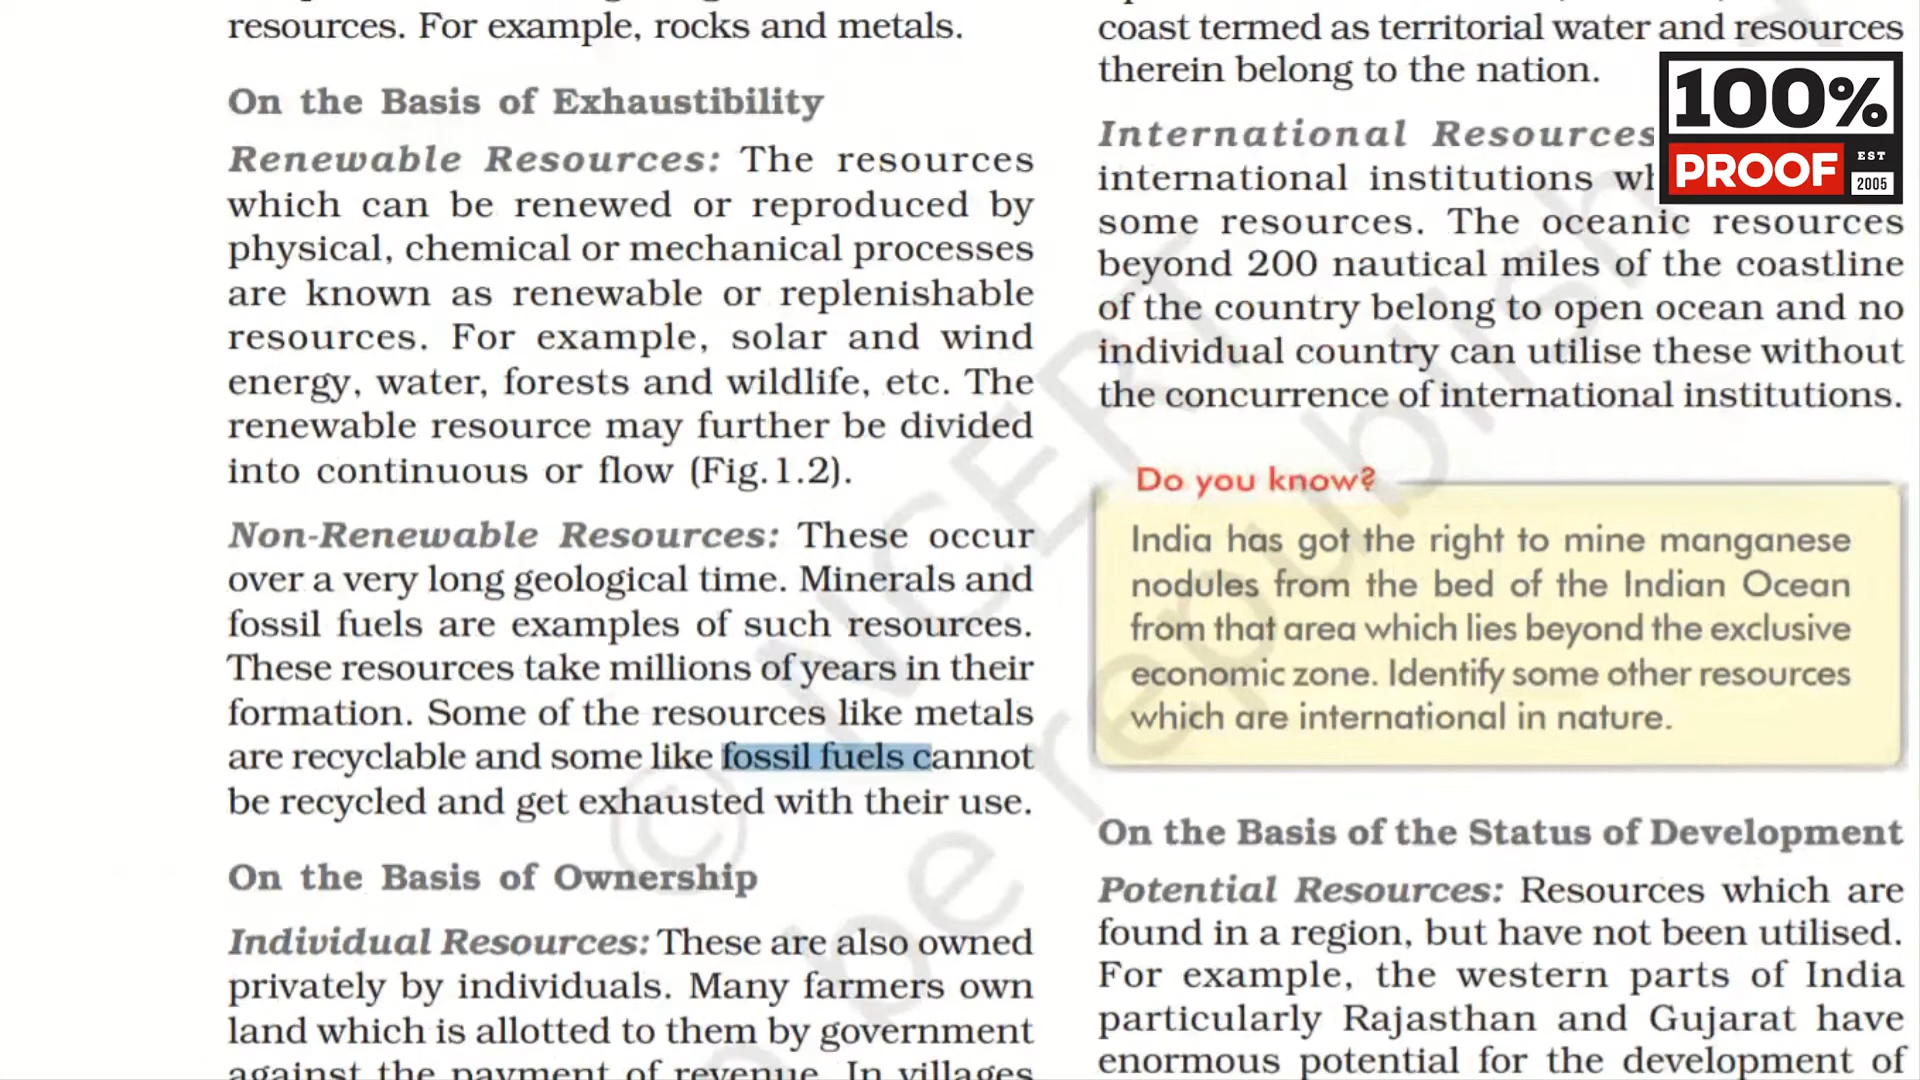 resources. For example, rocks and metals.
On the Basis of Exhaustibility
Renewable Resources: The resources
which can be renewed or reproduced by
physical, chemical or mechanical processes
are known as renewable or replenishable
resources. For example, solar and wind
energy, water, forests and wildlife, etc. The
renewable resource may further be divided
into continuous or flow (Fig.1.2).
Non-Renewable Resources: These occur
over a very long geological time. Minerals and
fossil fuels are examples of such resources.
These resources take millions of years in their
formation. Some of the resources like metals
are recyclable and some like fossil fuels cannot
be recycled and get exhausted with their use.
On the Basis of Ownership
Individual Resources: These are also owned
privately by individuals. Many farmers own
land which is allotted to them by government
against the payment of revenue. In villages
coast termed as territorial water and resources
therein belong to the nation.
International Resources
international institutions
some resources. The oceanic resources
beyond 200 nautical miles of the coastline
of the country belong to open ocean and no
individual country can utilise these without
the concurrence of international institutions.
Do you know?
India has got the right to mine manganese
nodules from the bed of the Indian Ocean
from that area which lies beyond the exclusive
economic zone. Identify some other resources
which are international in nature.
On the Basis of the Status of Development
Potential Resources: Resources which are
found in a region, but have not been utilised.
For example, the western parts of India
particularly Rajasthan and Gujarat have
enormous potential for the development of
100%
PROOF
EST
2005
© NCERT
be republish